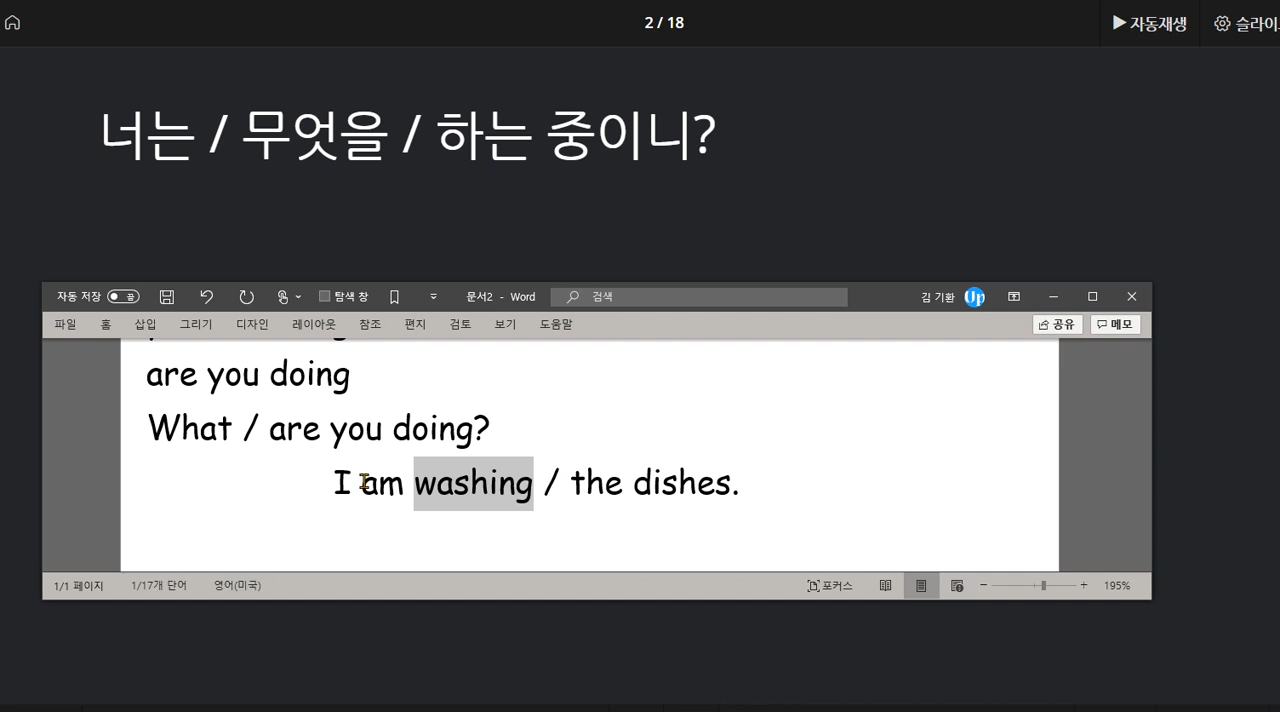 2 / 18
▶ 자동재생
슬라이
너는 / 무엇을 / 하는 중이니?
자동 저장 끔 탐색 창 문서2 - Word 검색 김 기환 Up
파일 홈 삽입 그리기 디자인 레이아웃 참조 편지 검토 보기 도움말 공유 메모
are you doing
What / are you doing?
I am washing / the dishes.
1/1 페이지 1/17개 단어 영어(미국) 포커스 195%